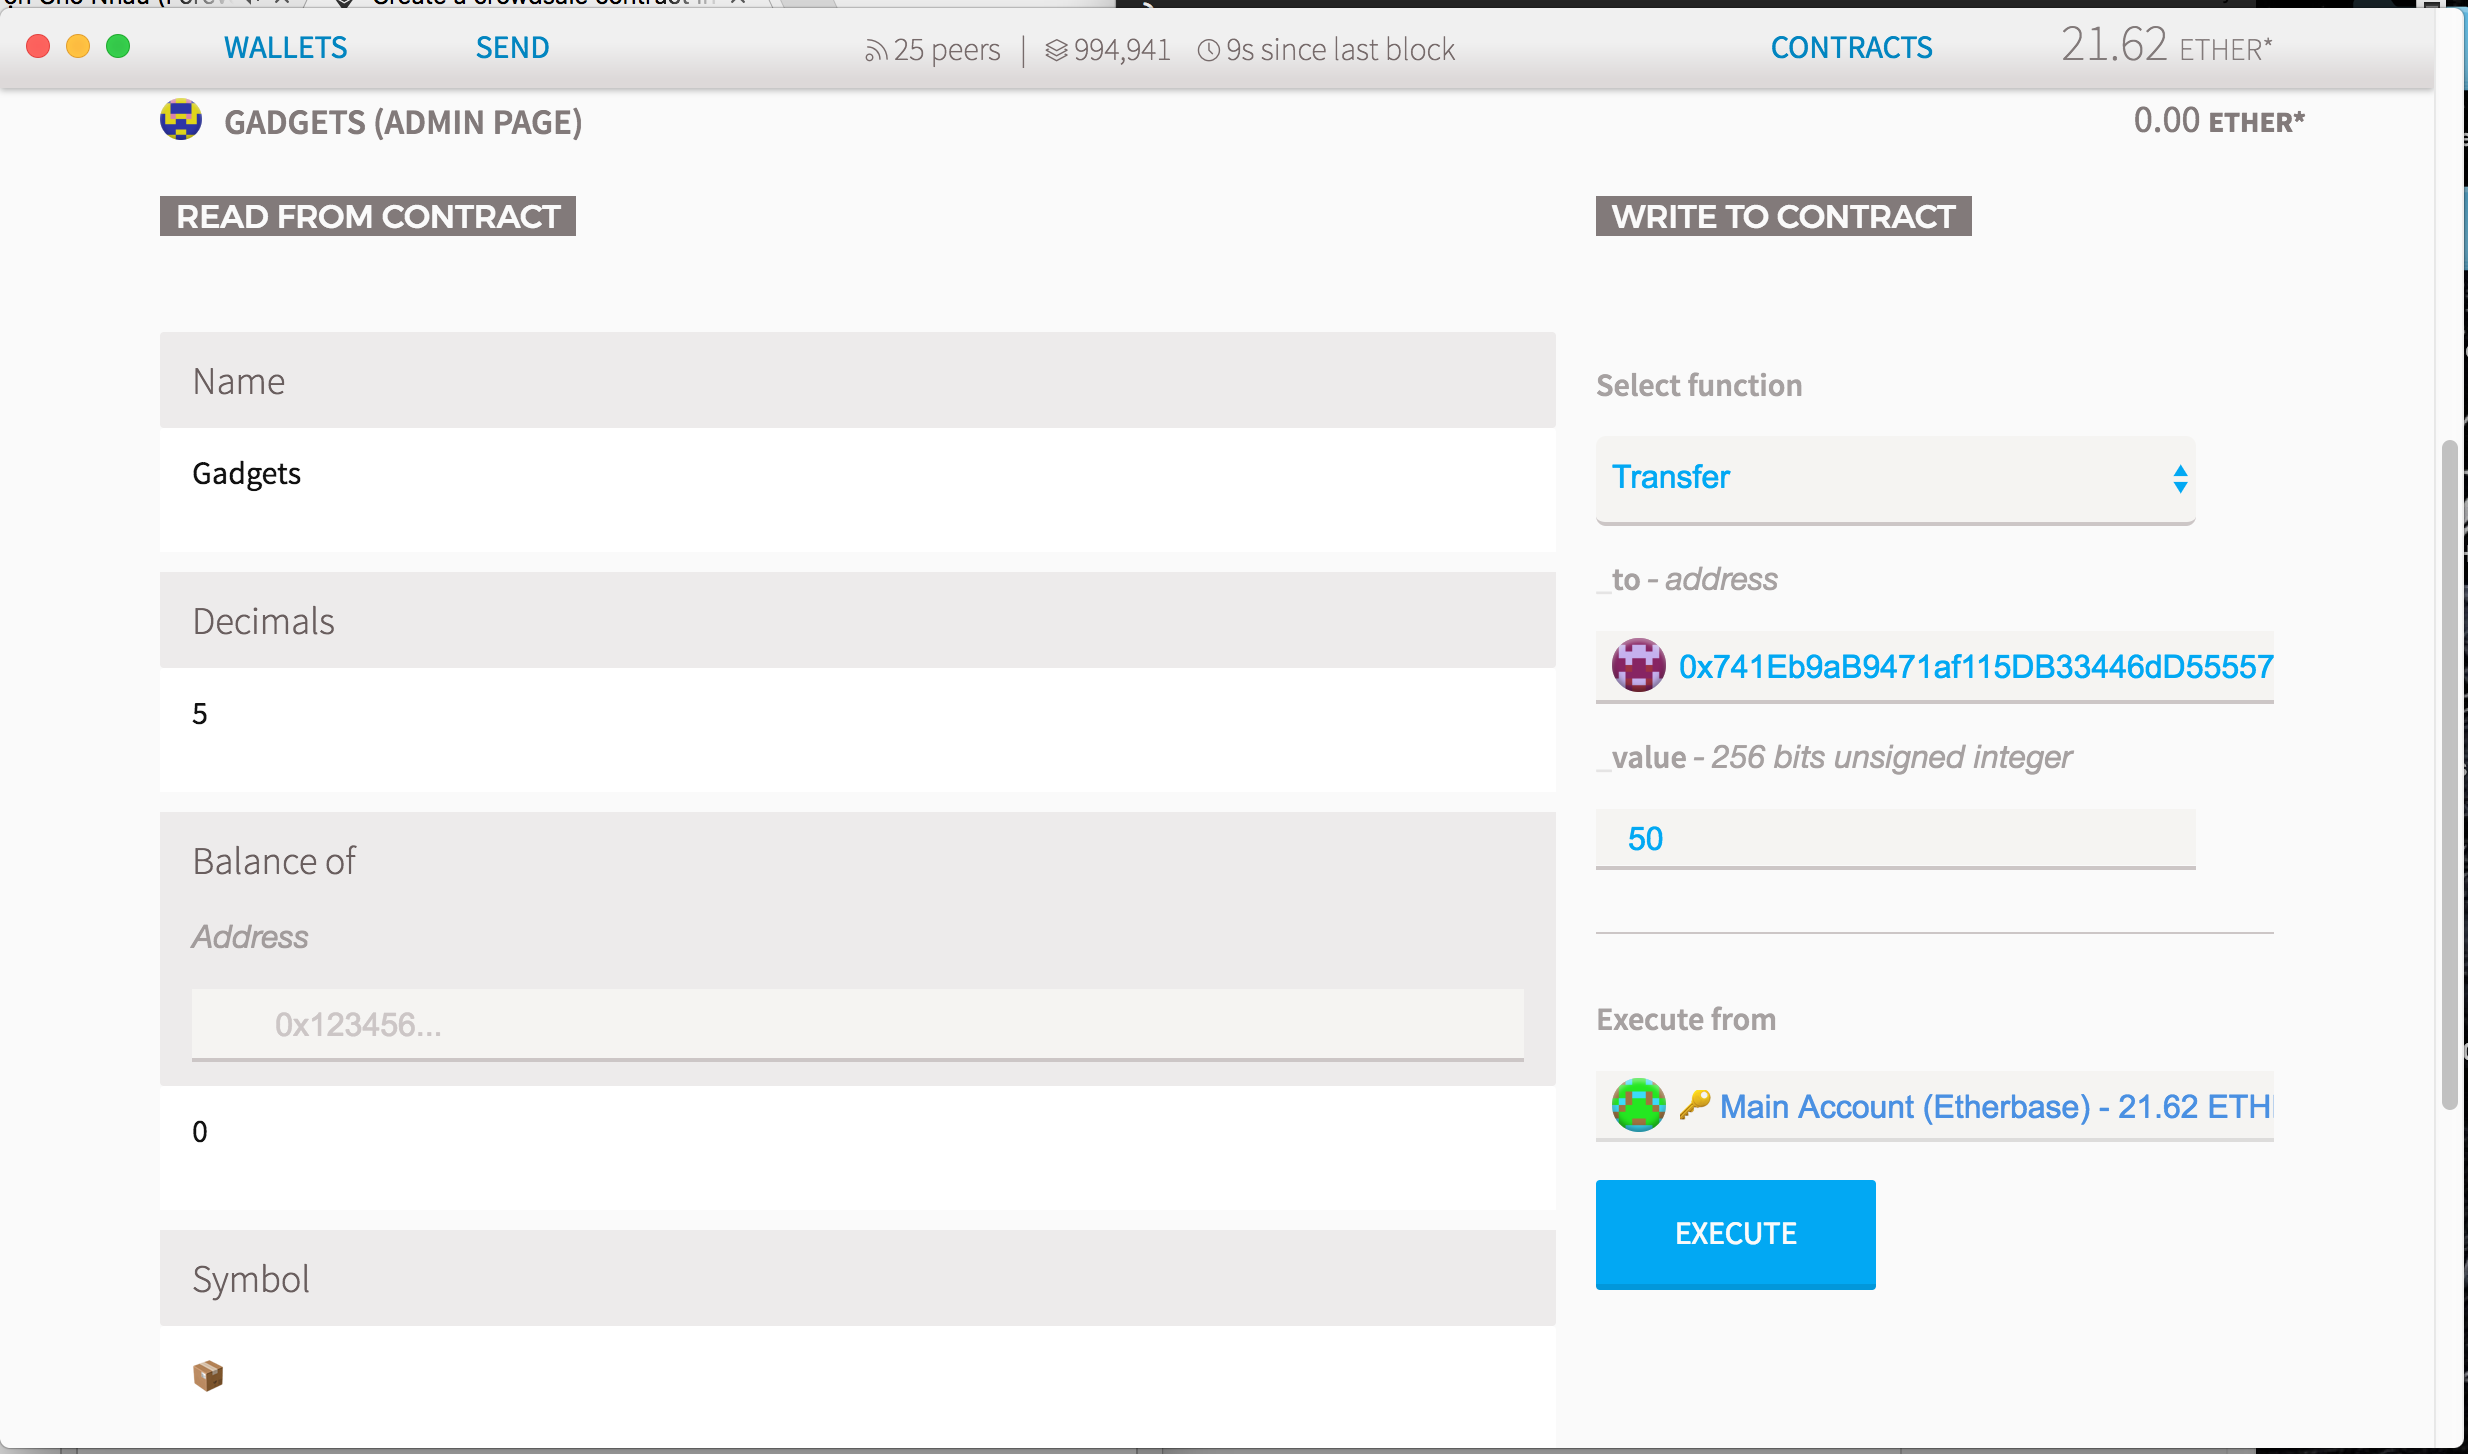 WALLETS SEND 25 peers | 994,941 9s since last block CONTRACTS 21.62 ETHER*
GADGETS (ADMIN PAGE) 0.00 ETHER*
READ FROM CONTRACT
Name
Gadgets
Decimals
5
Balance of
Address
0x123456...
0
Symbol
WRITE TO CONTRACT
Select function
Transfer
_to - address
0x741Eb9aB9471af115DB33446dD55557
_value - 256 bits unsigned integer
50
Execute from
Main Account (Etherbase) - 21.62 ETH
EXECUTE